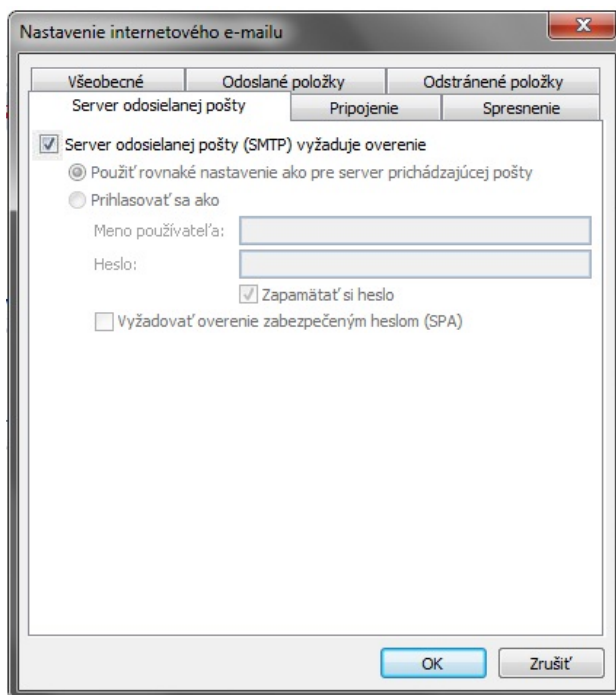 Nastavenie internetového e-mailu
Všeobecné Odoslané položky Odstránené položky
Server odosielanej pošty Pripojenie Spresnenie
Server odosielanej pošty (SMTP) vyžaduje overenie
Použiť rovnaké nastavenie ako pre server prichádzajúcej pošty
Prihlasovať sa ako
Meno používateľa:
Heslo:
Zapamätať si heslo
Vyžadovať overenie zabezpečeným heslom (SPA)
OK Zrušiť